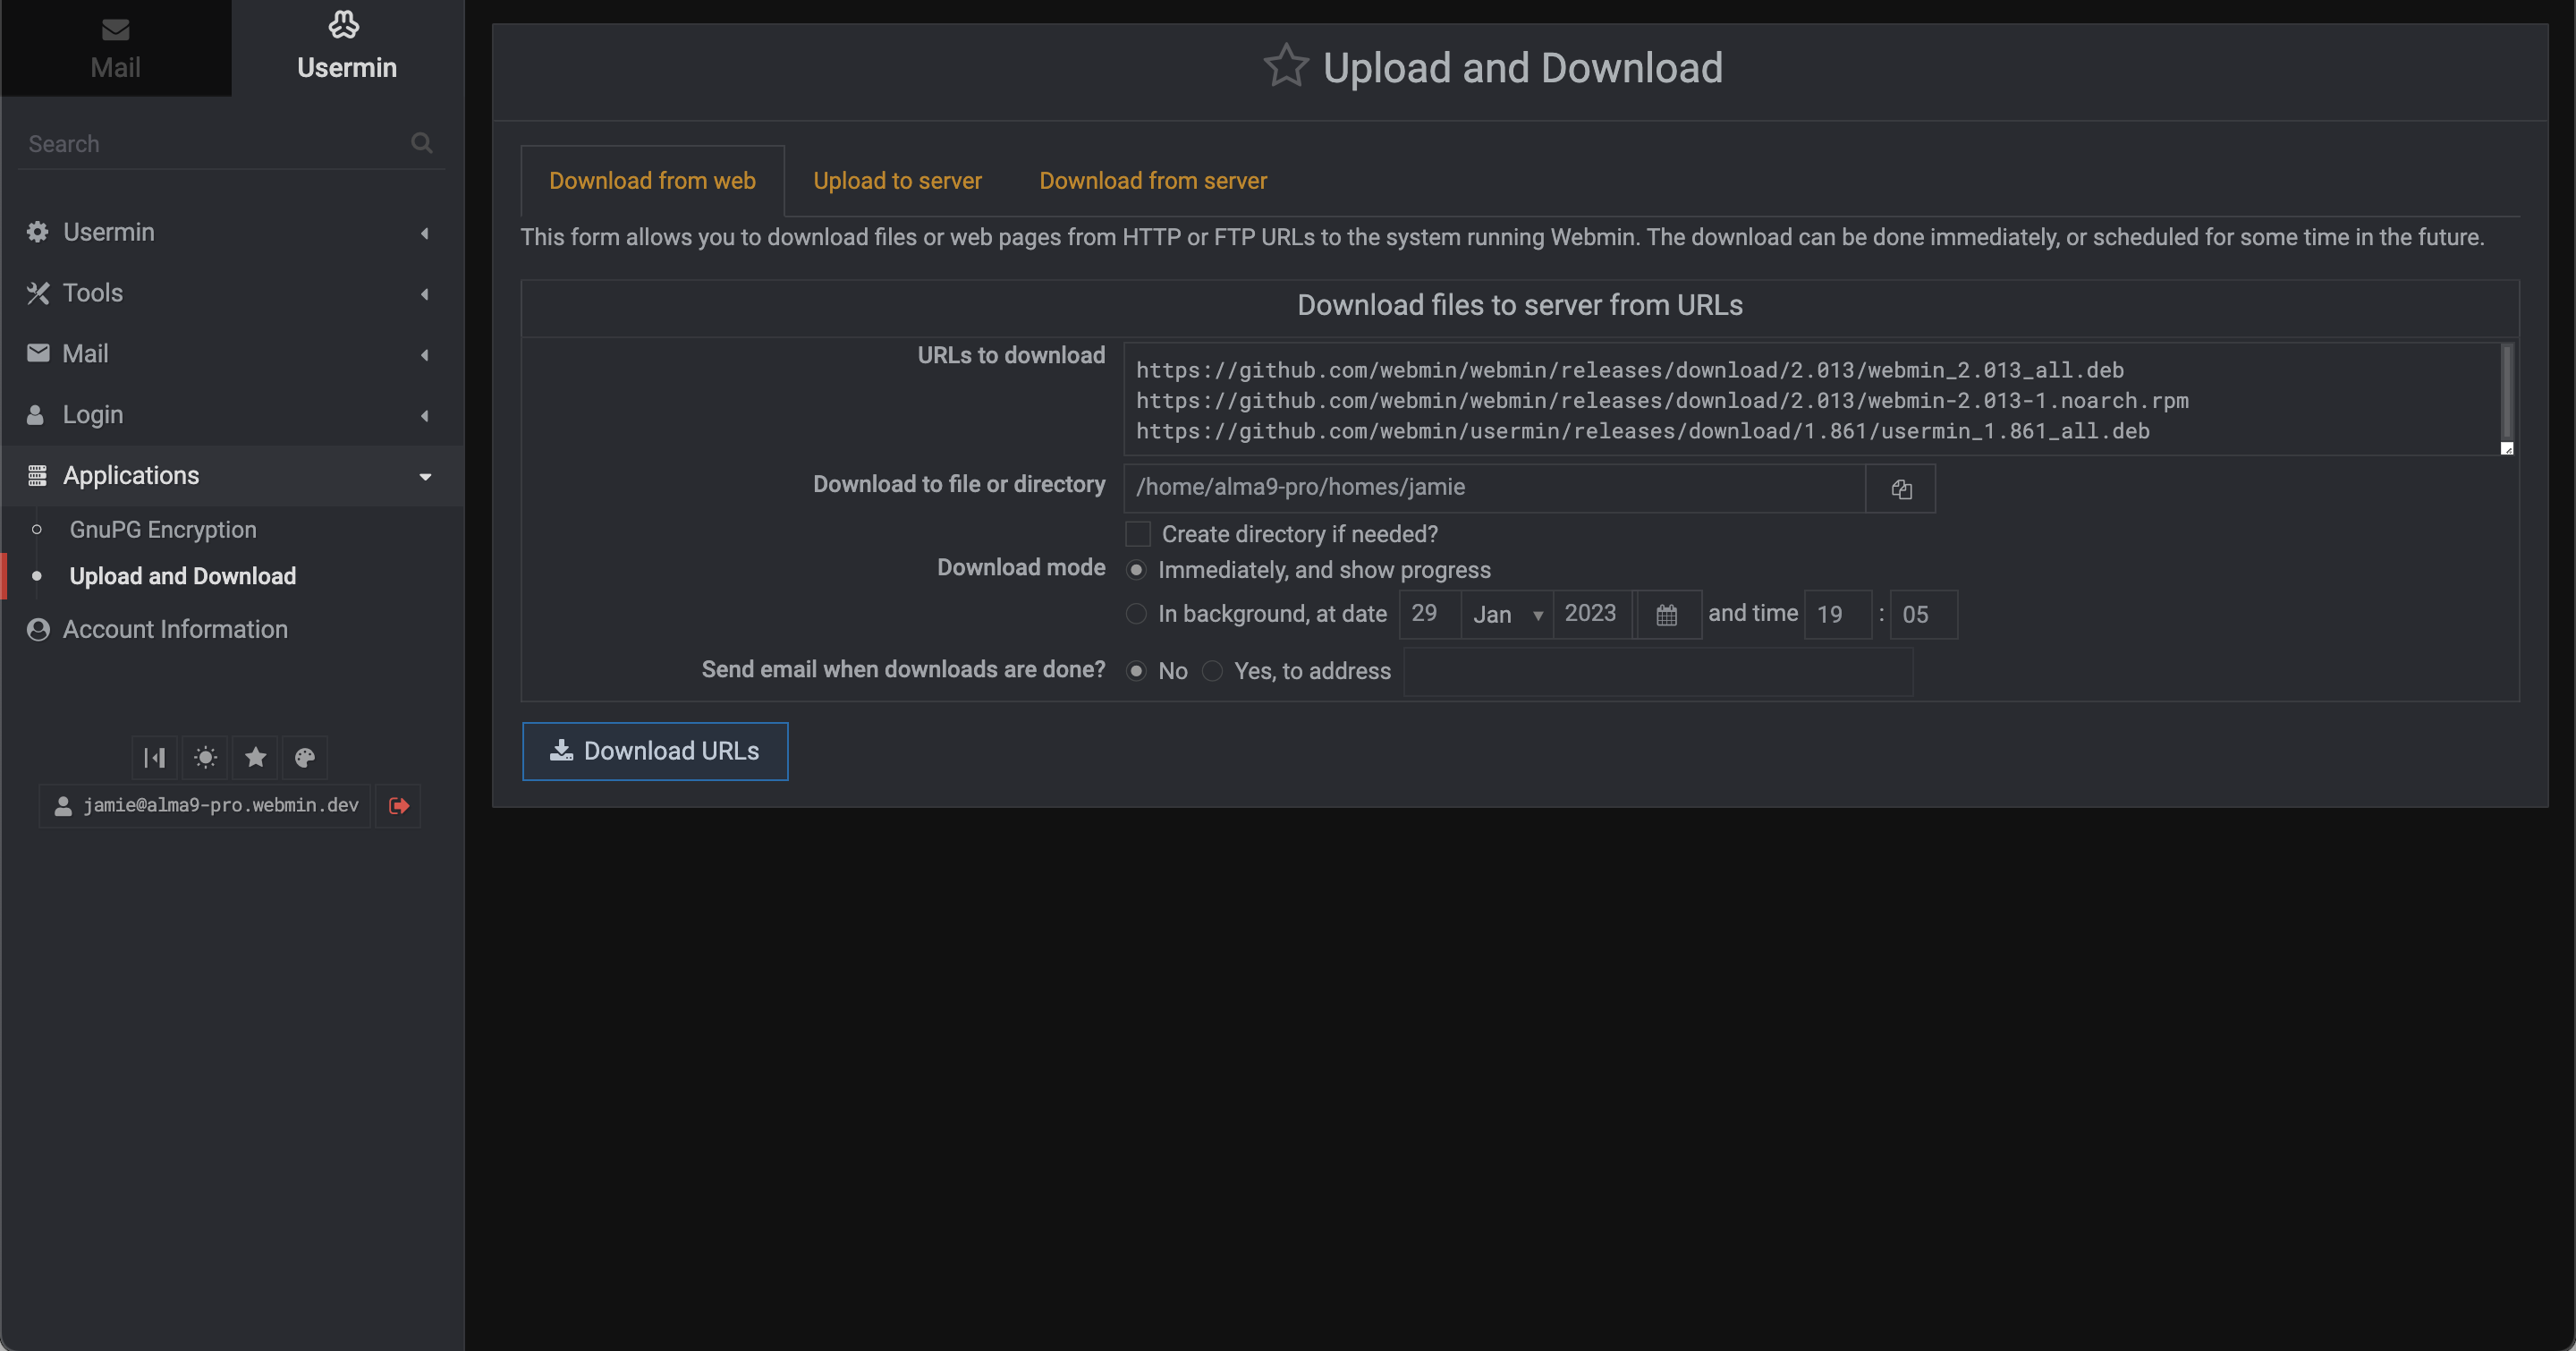 Mail
Usermin
Search
Usermin
Tools
Mail
Login
Applications
GnuPG Encryption
Upload and Download
Account Information
jamie@alma9-pro.webmin.dev
Upload and Download
Download from web Upload to server Download from server
This form allows you to download files or web pages from HTTP or FTP URLs to the system running Webmin. The download can be done immediately, or scheduled for some time in the future.
Download files to server from URLs
URLs to download
https://github.com/webmin/webmin/releases/download/2.013/webmin_2.013_all.deb
https://github.com/webmin/webmin/releases/download/2.013/webmin-2.013-1.noarch.rpm
https://github.com/webmin/usermin/releases/download/1.861/usermin_1.861_all.deb
Download to file or directory /home/alma9-pro/homes/jamie
Create directory if needed?
Download mode Immediately, and show progress
In background, at date 29 Jan 2023 and time 19 : 05
Send email when downloads are done? No Yes, to address
Download URLs